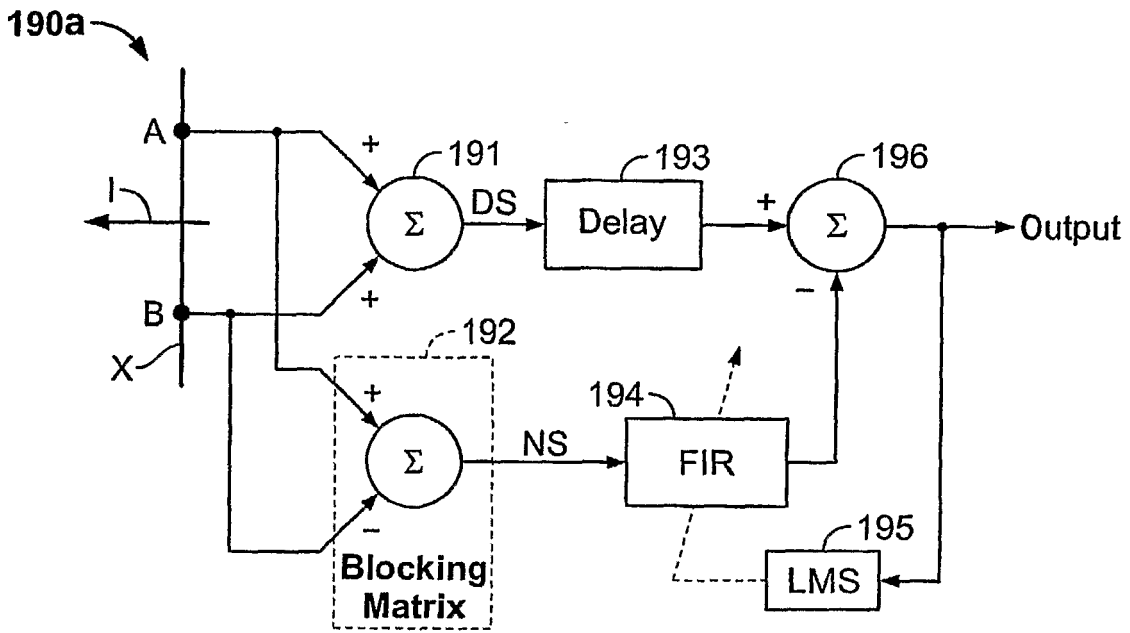 190a
A
+
191
193
196
I
DS
Delay
+
Σ
Σ
Output
+
B
−
192
X
+
194
Σ
NS
FIR
−
195
Blocking
Matrix
LMS